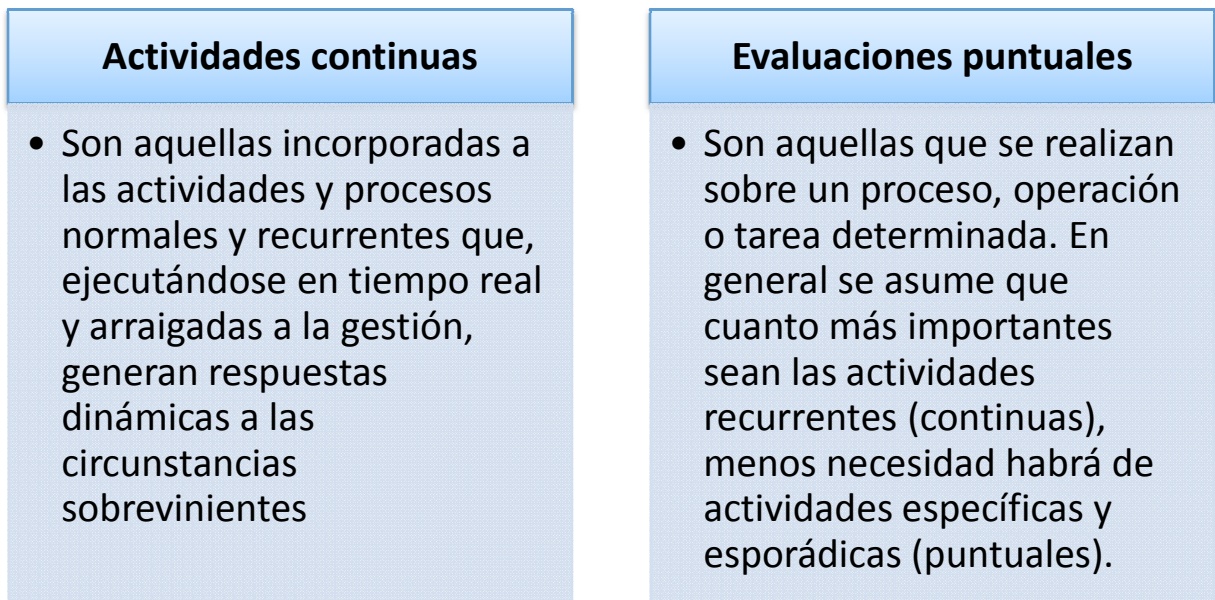 Actividades continuas
• Son aquellas incorporadas a
las actividades y procesos
normales y recurrentes que,
ejecutándose en tiempo real
y arraigadas a la gestión,
generan respuestas
dinámicas a las
circunstancias
sobrevinientes
Evaluaciones puntuales
• Son aquellas que se realizan
sobre un proceso, operación
o tarea determinada. En
general se asume que
cuanto más importantes
sean las actividades
recurrentes (continuas),
menos necesidad habrá de
actividades específicas y
esporádicas (puntuales).